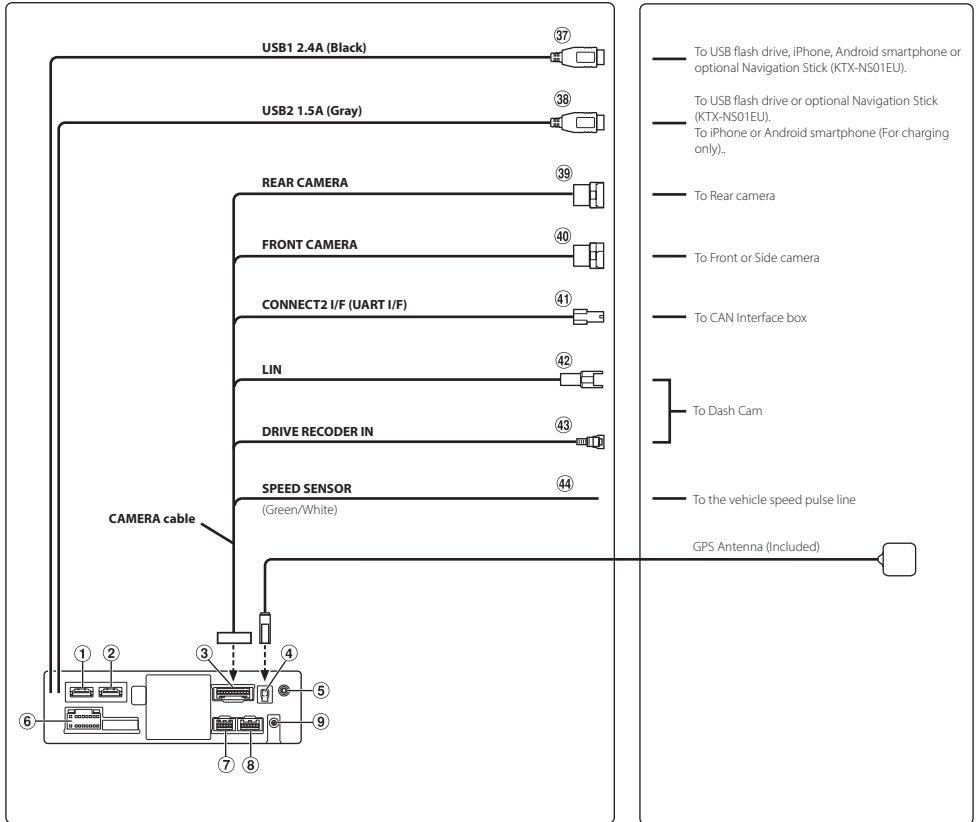 USB1 2.4A (Black)
37
To USB flash drive, iPhone, Android smartphone or
optional Navigation Stick (KTX-NS01EU).
USB2 1.5A (Gray)
38
To USB flash drive or optional Navigation Stick
(KTX-NS01EU).
To iPhone or Android smartphone (For charging
only)..
REAR CAMERA
39
To Rear camera
FRONT CAMERA
40
To Front or Side camera
CONNECT2 I/F (UART I/F)
41
To CAN Interface box
LIN
42
To Dash Cam
DRIVE RECODER IN
43
SPEED SENSOR
(Green/White)
44
To the vehicle speed pulse line
CAMERA cable
GPS Antenna (Included)
1
2
3
4
5
6
7
8
9